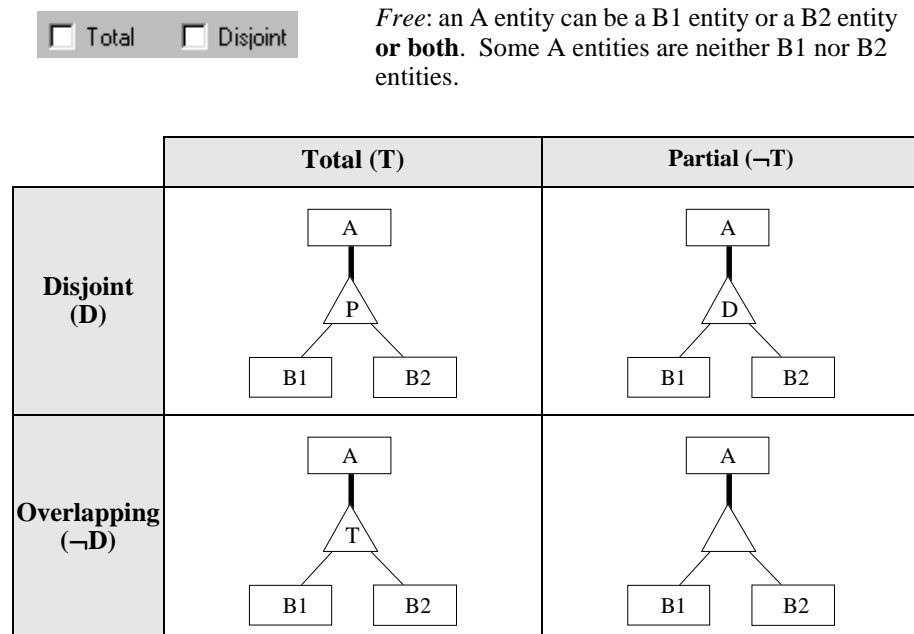 Total Disjoint
Free: an A entity can be a B1 entity or a B2 entity
or both. Some A entities are neither B1 nor B2
entities.
Total (T) Partial (¬T)
Disjoint
(D)
A
P
B1 B2
A
D
B1 B2
Overlapping
(¬D)
A
T
B1 B2
A
B1 B2